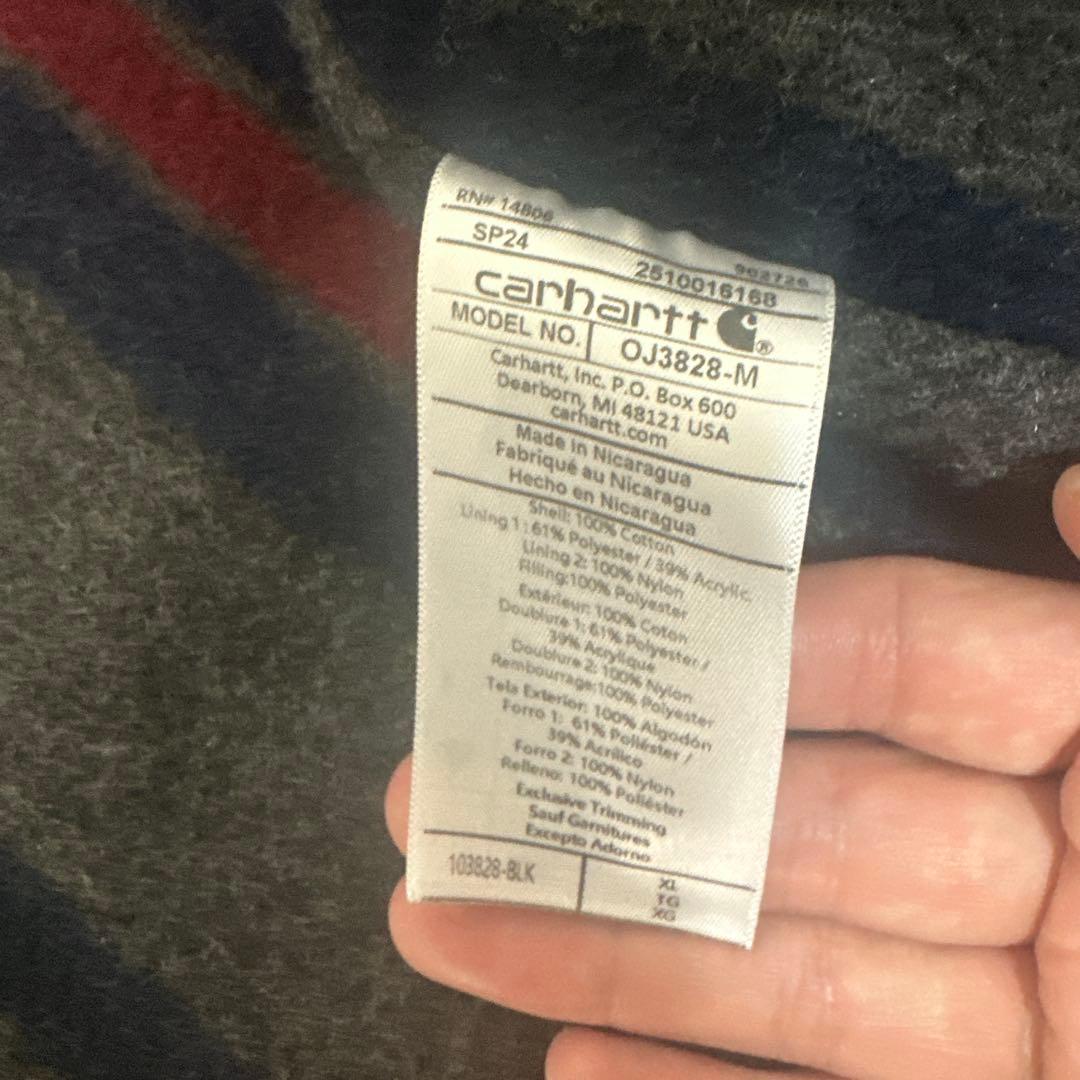 RN# 14806
902726
SP24
2510016168
carhartt ®
MODEL NO. OJ3828-M
Carhartt, Inc. P.O. Box 600
Dearborn, MI 48121 USA
carhartt.com
Made in Nicaragua
Fabriqué au Nicaragua
Hecho en Nicaragua
Shell: 100% Cotton
Lining 1: 61% Polyester / 39% Acrylic.
Lining 2: 100% Nylon
Filling:100% Polyester
Extérieur: 100% Coton
Doublure 1: 61% Polyester /
39% Acrylique
Doublure 2: 100% Nylon
Rembourrage:100% Polyester
Tela Exterior: 100% Algodón
Forro 1: 61% Poliéster /
39% Acrílico
Forro 2: 100% Nylon
Relleno: 100% Poliéster
Exclusive Trimming
Sauf Garnitures
Excepto Adorno
103828-BLK
XL
TG
XG